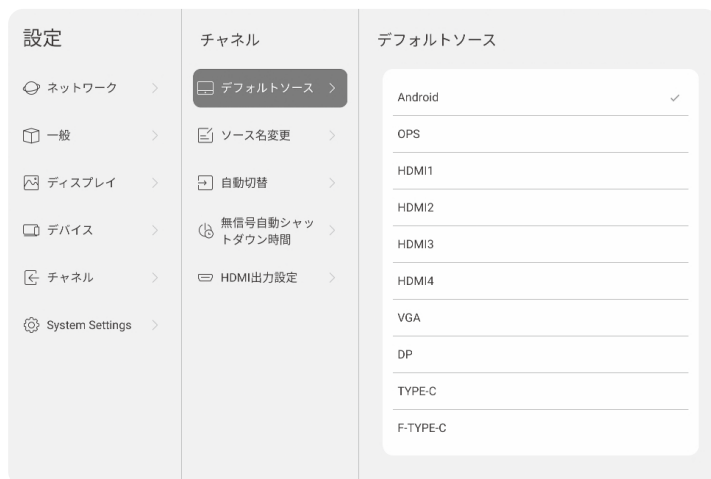 設定
ネットワーク
一般
ディスプレイ
デバイス
チャネル
System Settings
チャネル
デフォルトソース
ソース名変更
自動切替
無信号自動シャッ
トダウン時間
HDMI出力設定
デフォルトソース
Android
OPS
HDMI1
HDMI2
HDMI3
HDMI4
VGA
DP
TYPE-C
F-TYPE-C